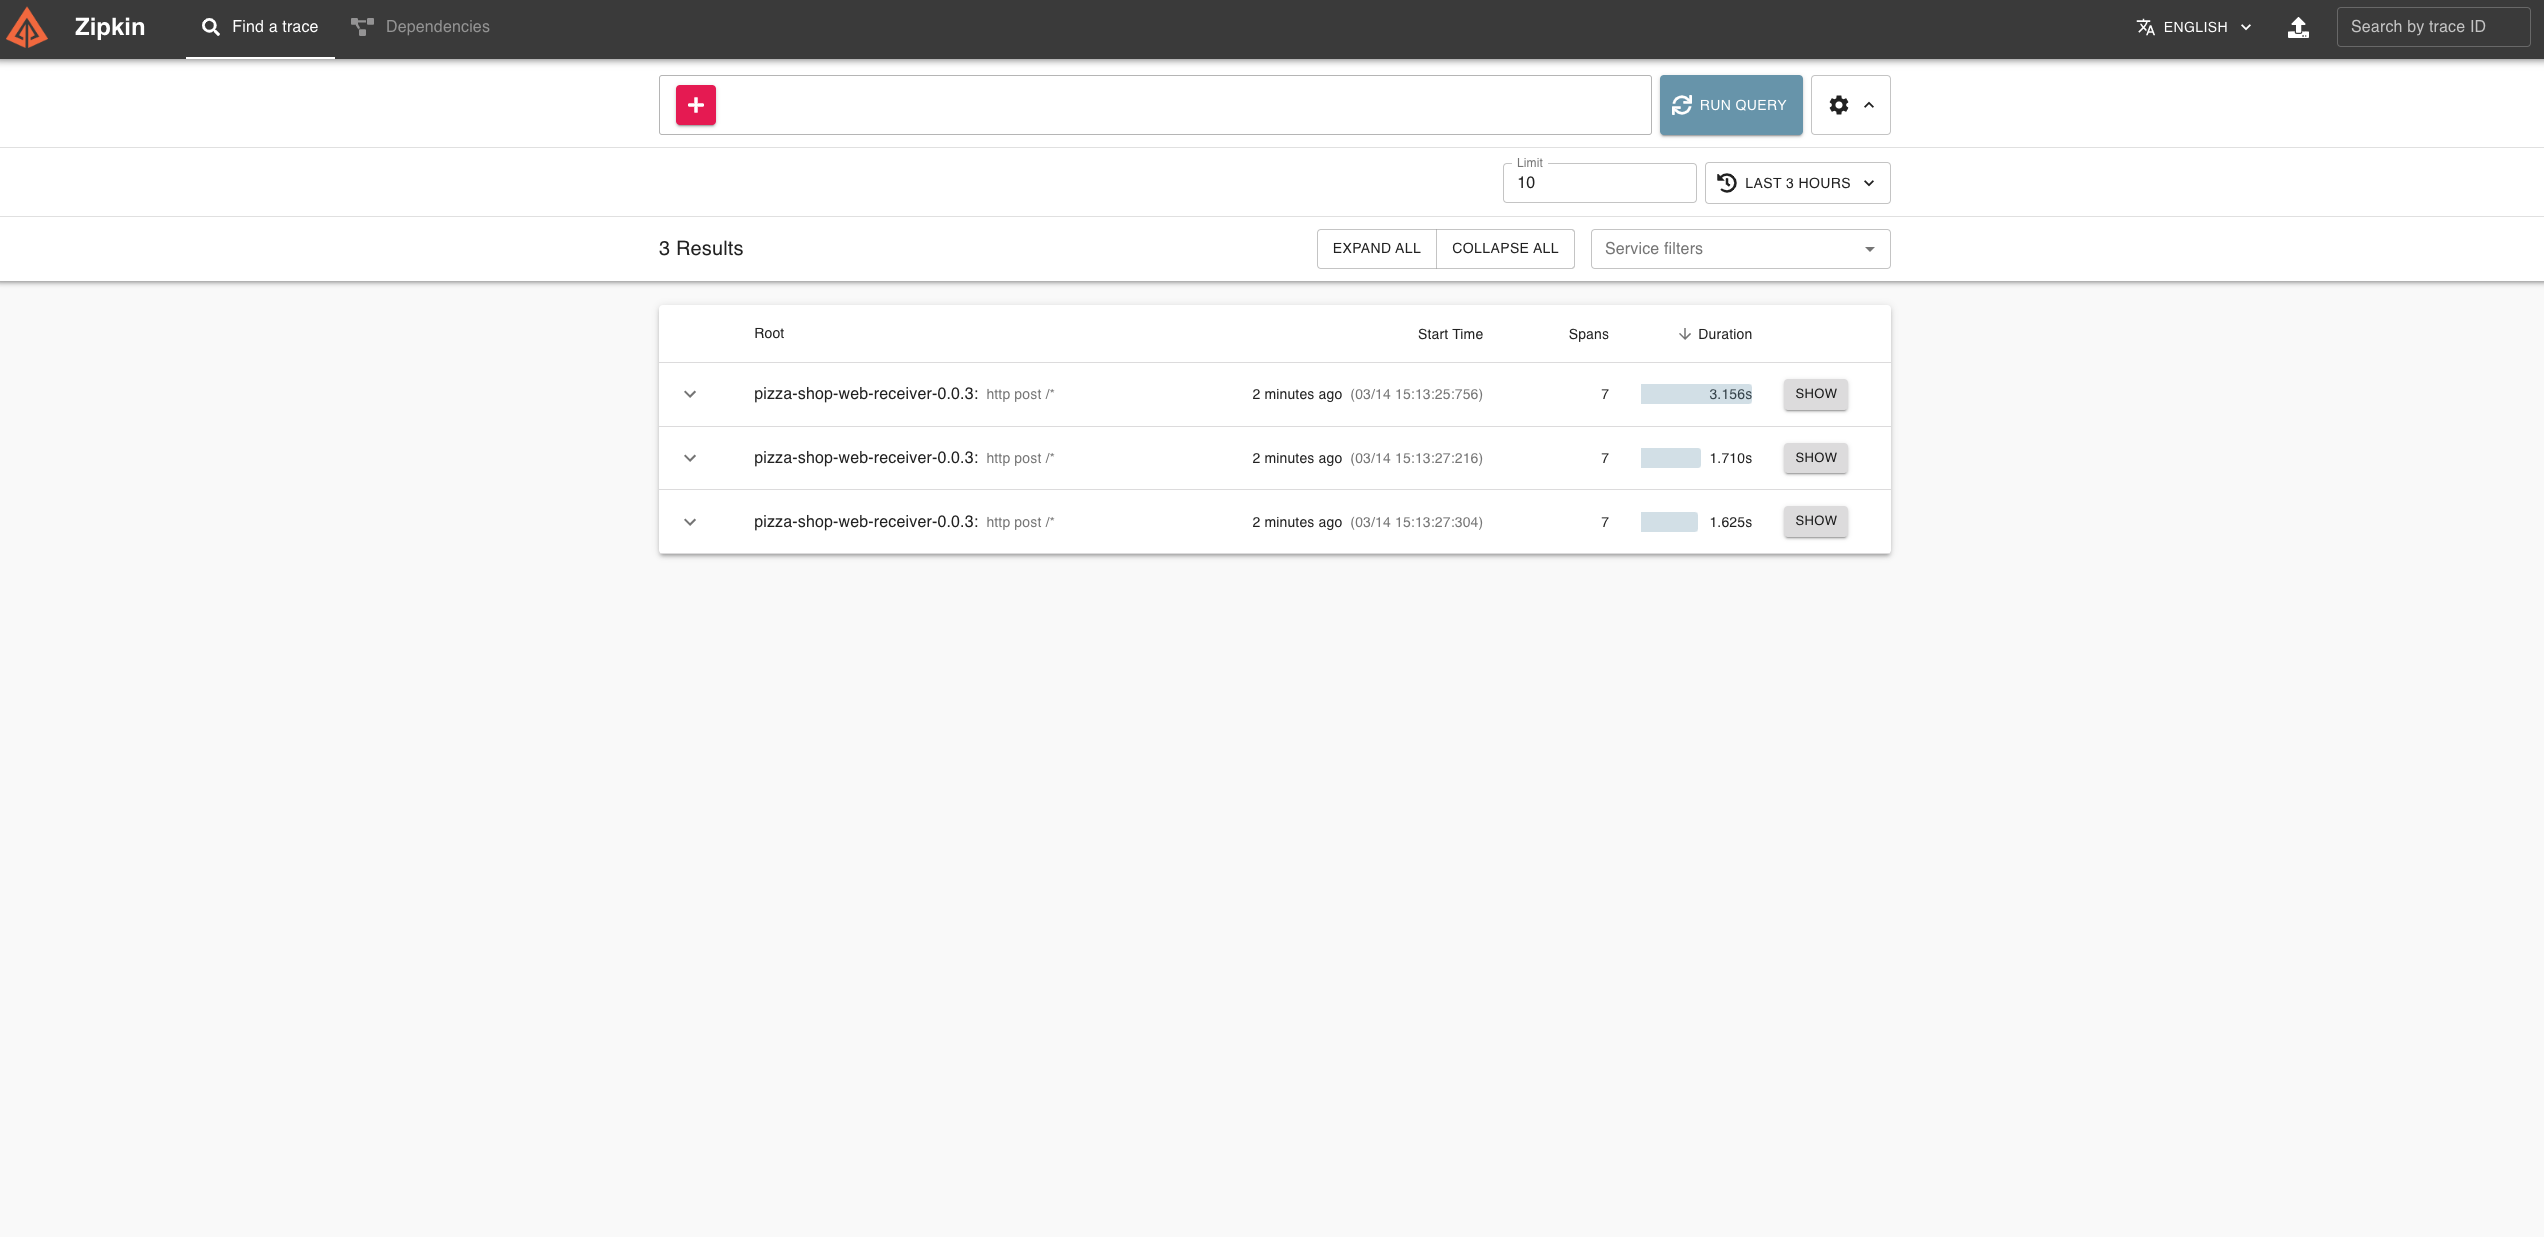 Zipkin
Find a trace
Dependencies
ENGLISH
Search by trace ID
RUN QUERY
Limit
10
LAST 3 HOURS
3 Results
EXPAND ALL
COLLAPSE ALL
Service filters
Root Start Time Spans Duration
pizza-shop-web-receiver-0.0.3: http post /* 2 minutes ago (03/14 15:13:25:756) 7 3.156s SHOW
pizza-shop-web-receiver-0.0.3: http post /* 2 minutes ago (03/14 15:13:27:216) 7 1.710s SHOW
pizza-shop-web-receiver-0.0.3: http post /* 2 minutes ago (03/14 15:13:27:304) 7 1.625s SHOW